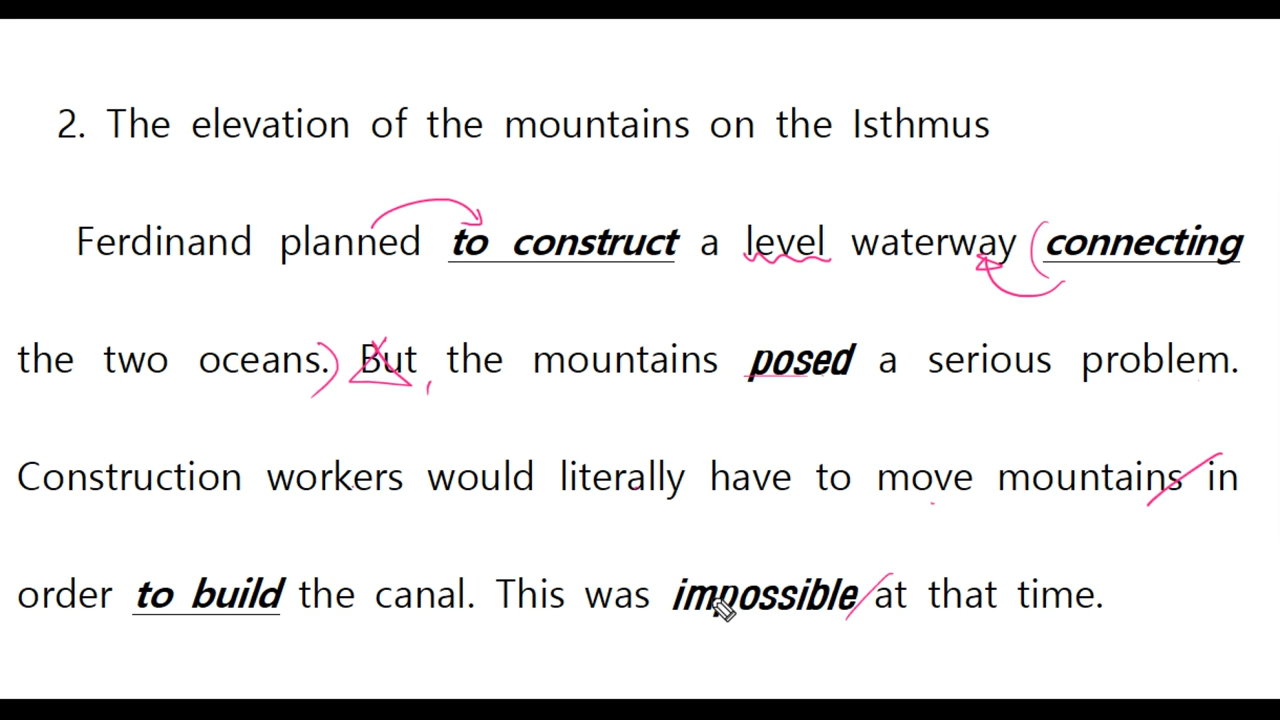 2. The elevation of the mountains on the Isthmus
Ferdinand planned to construct a level waterway (connecting
the two oceans.) But, the mountains posed a serious problem.
Construction workers would literally have to move mountains / in
order to build the canal. This was impossible / at that time.